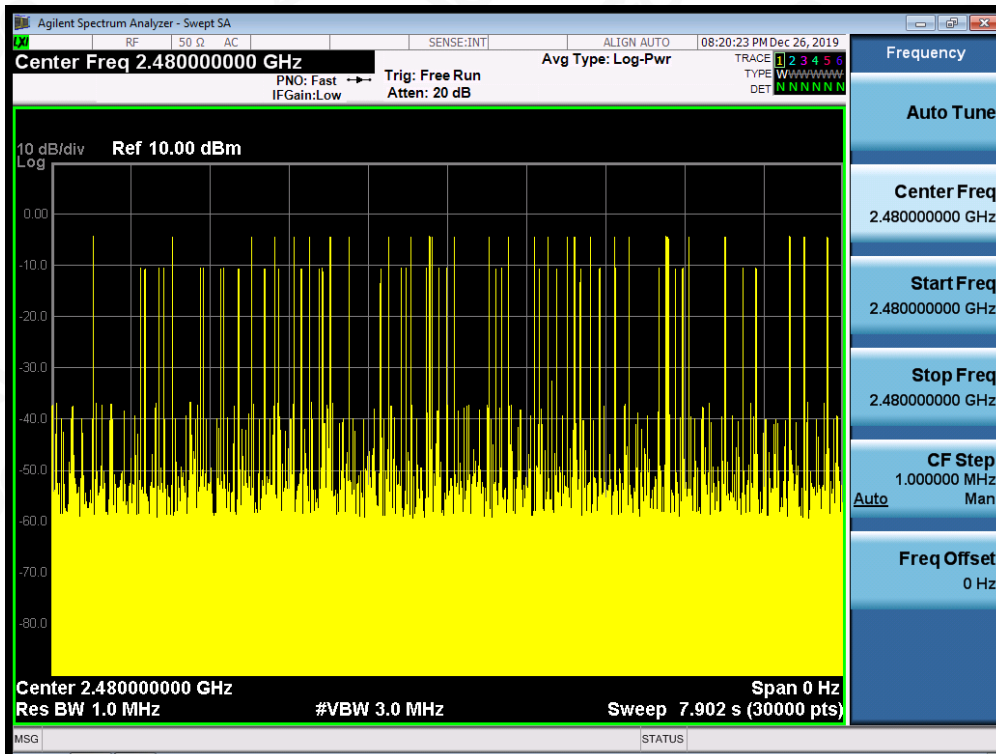 Agilent Spectrum Analyzer - Swept SA
LXI RF 50 Ω AC SENSE:INT ALIGN AUTO 08:20:23 PM Dec 26, 2019
Center Freq 2.480000000 GHz Avg Type: Log-Pwr TRACE 1 2 3 4 5 6
PNO: Fast Trig: Free Run TYPE WWWWWW
IFGain:Low Atten: 20 dB DET N N N N N N
10 dB/div Ref 10.00 dBm
Log
0.00
-10.0
-20.0
-30.0
-40.0
-50.0
-60.0
-70.0
-80.0
Center 2.480000000 GHz Span 0 Hz
Res BW 1.0 MHz #VBW 3.0 MHz Sweep 7.902 s (30000 pts)
MSG STATUS
Frequency
Auto Tune
Center Freq
2.480000000 GHz
Start Freq
2.480000000 GHz
Stop Freq
2.480000000 GHz
CF Step
1.000000 MHz
Auto Man
Freq Offset
0 Hz